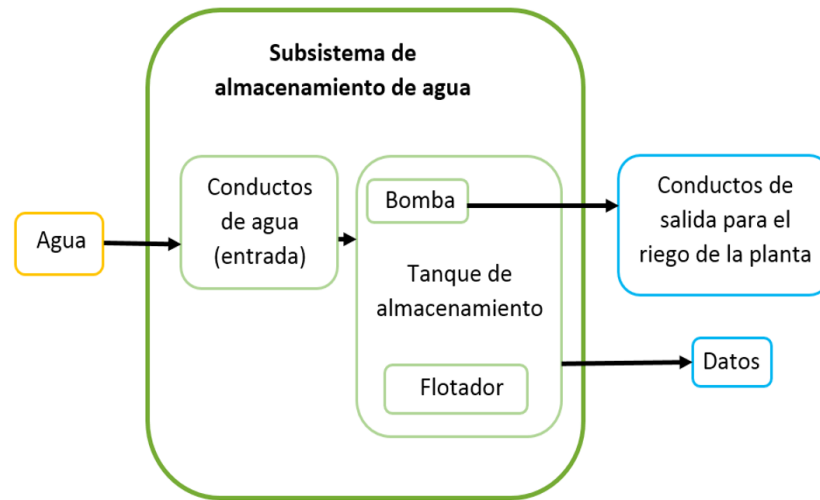 Subsistema de
almacenamiento de agua
Agua
Conductos
de agua
(entrada)
Bomba
Tanque de
almacenamiento
Flotador
Conductos de
salida para el
riego de la planta
Datos